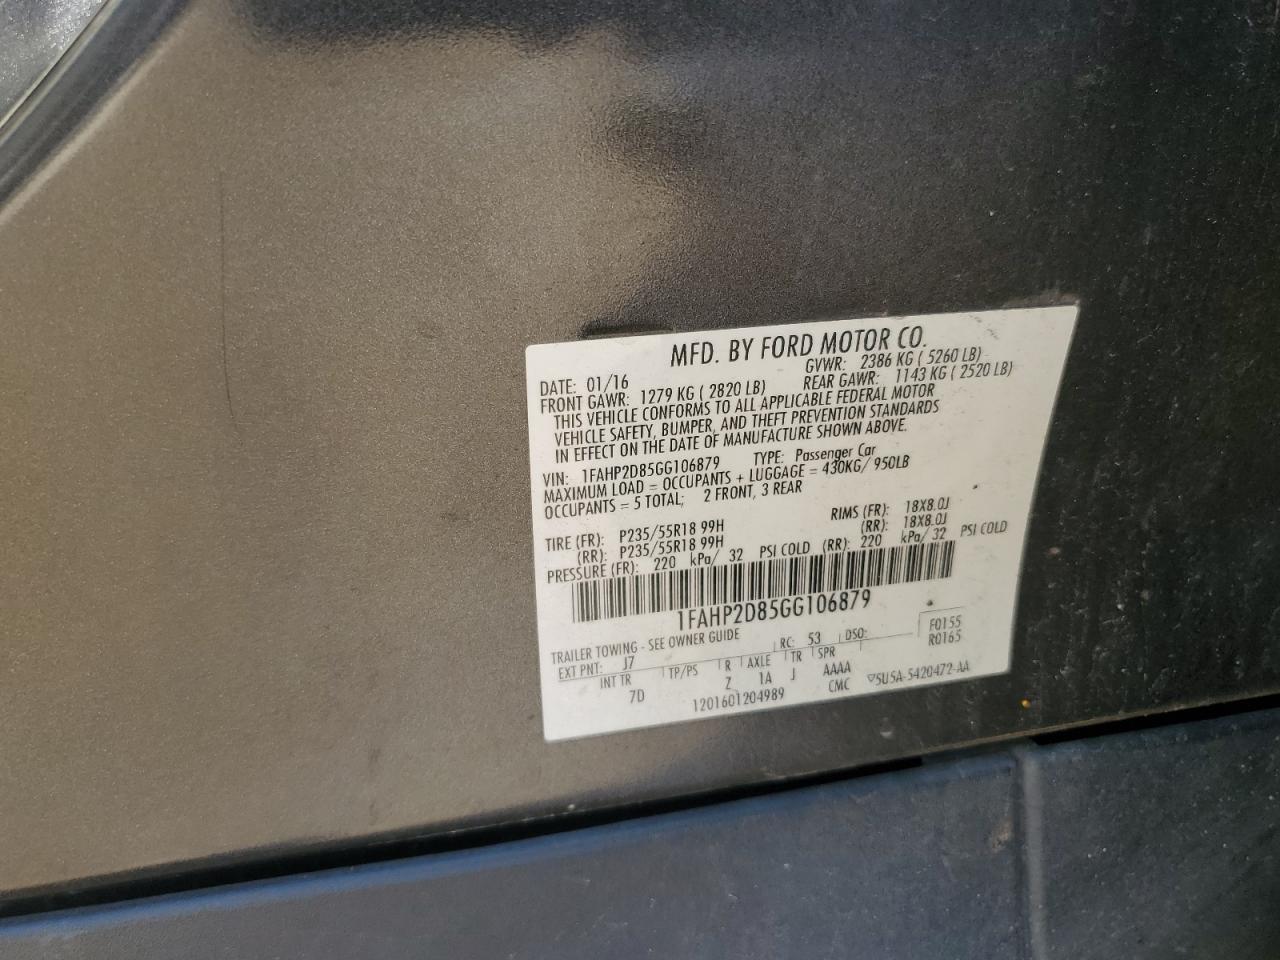 MFD. BY FORD MOTOR CO.
DATE: 01/16 GVWR: 2386 KG ( 5260 LB)
FRONT GAWR: 1279 KG ( 2820 LB) REAR GAWR: 1143 KG ( 2520 LB)
THIS VEHICLE CONFORMS TO ALL APPLICABLE FEDERAL MOTOR
VEHICLE SAFETY, BUMPER, AND THEFT PREVENTION STANDARDS
IN EFFECT ON THE DATE OF MANUFACTURE SHOWN ABOVE.
VIN: 1FAHP2D85GG106879 TYPE: Passenger Car
MAXIMUM LOAD = OCCUPANTS + LUGGAGE = 430KG/ 950LB
OCCUPANTS = 5 TOTAL; 2 FRONT, 3 REAR
TIRE (FR): P235/55R18 99H RIMS (FR): 18X8.0J
(RR): P235/55R18 99H (RR): 18X8.0J
PRESSURE (FR): 220 kPa/ 32 PSI COLD (RR): 220 kPa/ 32 PSI COLD
1FAHP2D85GG106879
TRAILER TOWING - SEE OWNER GUIDE
EXT PNT: J7 RC: 53 DSO: F0155
R0165
INT TR TP/PS R AXLE TR SPR
7D Z 1A J AAAA
1201601204989 CMC ▽5U5A-5420472-AA